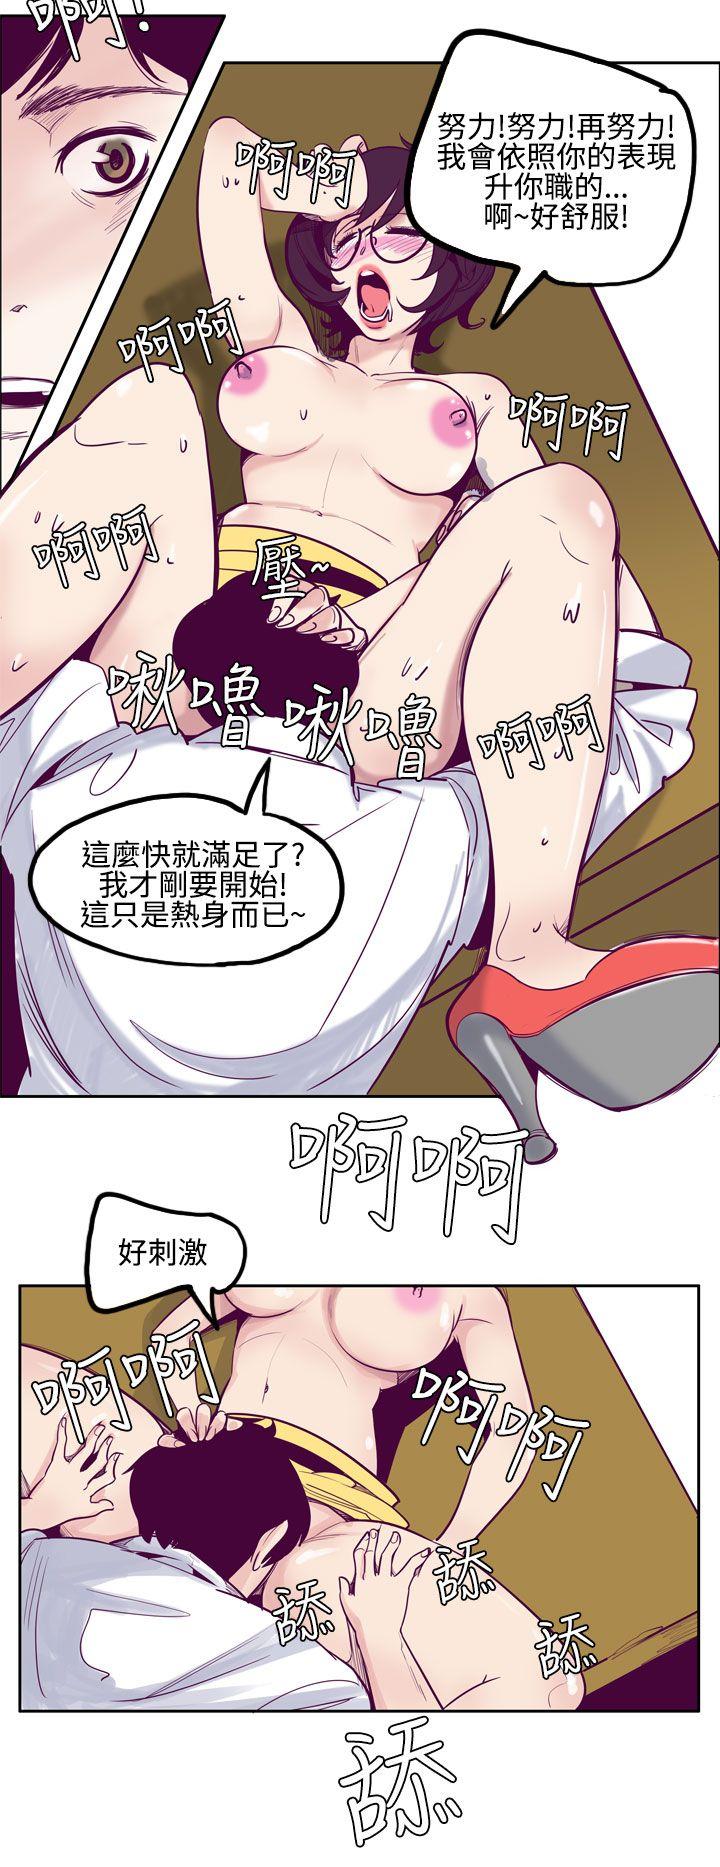 啊!
努力!努力!再努力!
我會依照你的表現
升你職的...
啊~好舒服!
啊啊
啊啊
啊啊
啊啊
壓~
啾嚕
啾嚕
啊啊
這麼快就滿足了?
我才剛要開始!
這只是熱身而已~
啊啊
好刺激
啊啊
啊啊
舔
舔
舔
舔